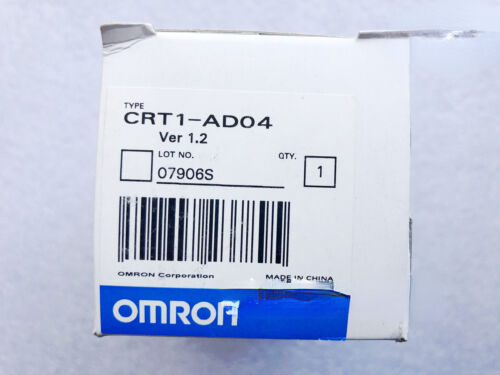 TYPE
CRT1-AD04
Ver 1.2
LOT NO. QTY.
07906S 1
OMRON Corporation MADE IN CHINA
OMRON